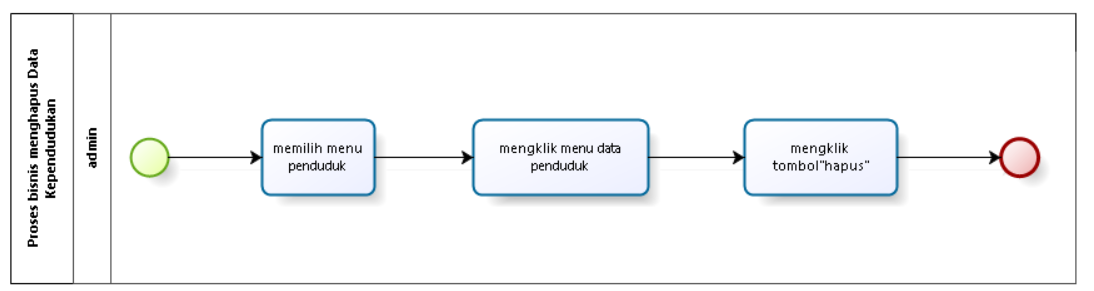 Proses bisnis menghapus Data
Kependudukan
admin
memilih menu
penduduk
mengklik menu data
penduduk
mengklik
tombol"hapus"